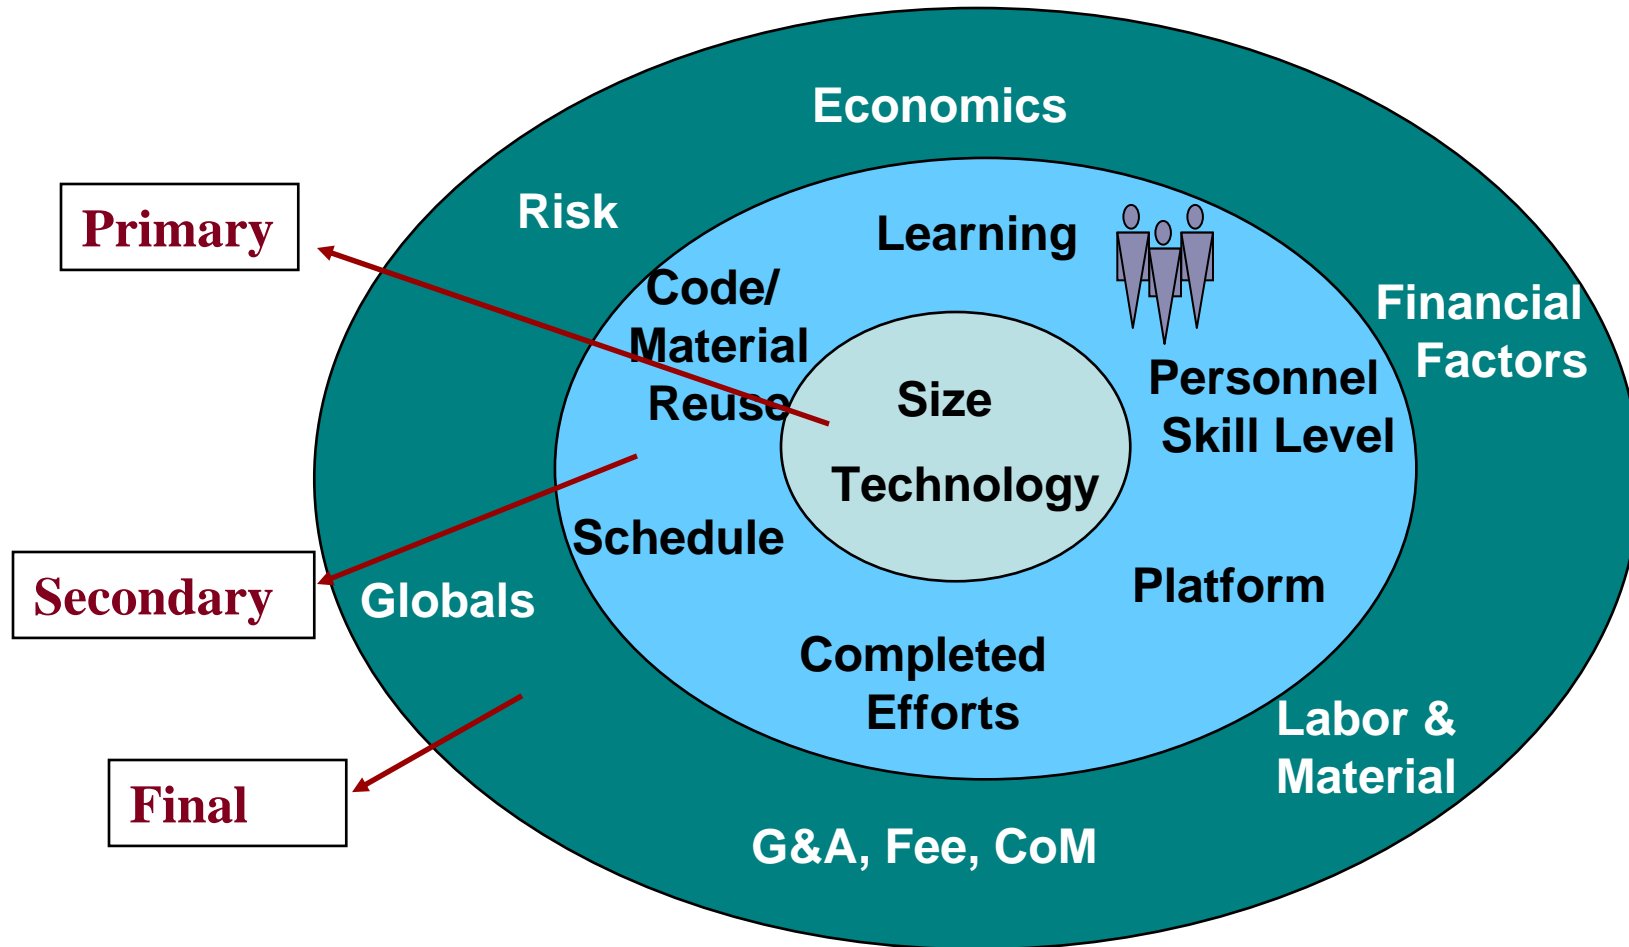 Economics
Risk
Primary
Learning
Code/
Material
Reuse
Financial
Factors
Personnel
Skill Level
Size
Technology
Schedule
Secondary
Globals
Platform
Completed
Efforts
Labor &
Material
Final
G&A, Fee, CoM